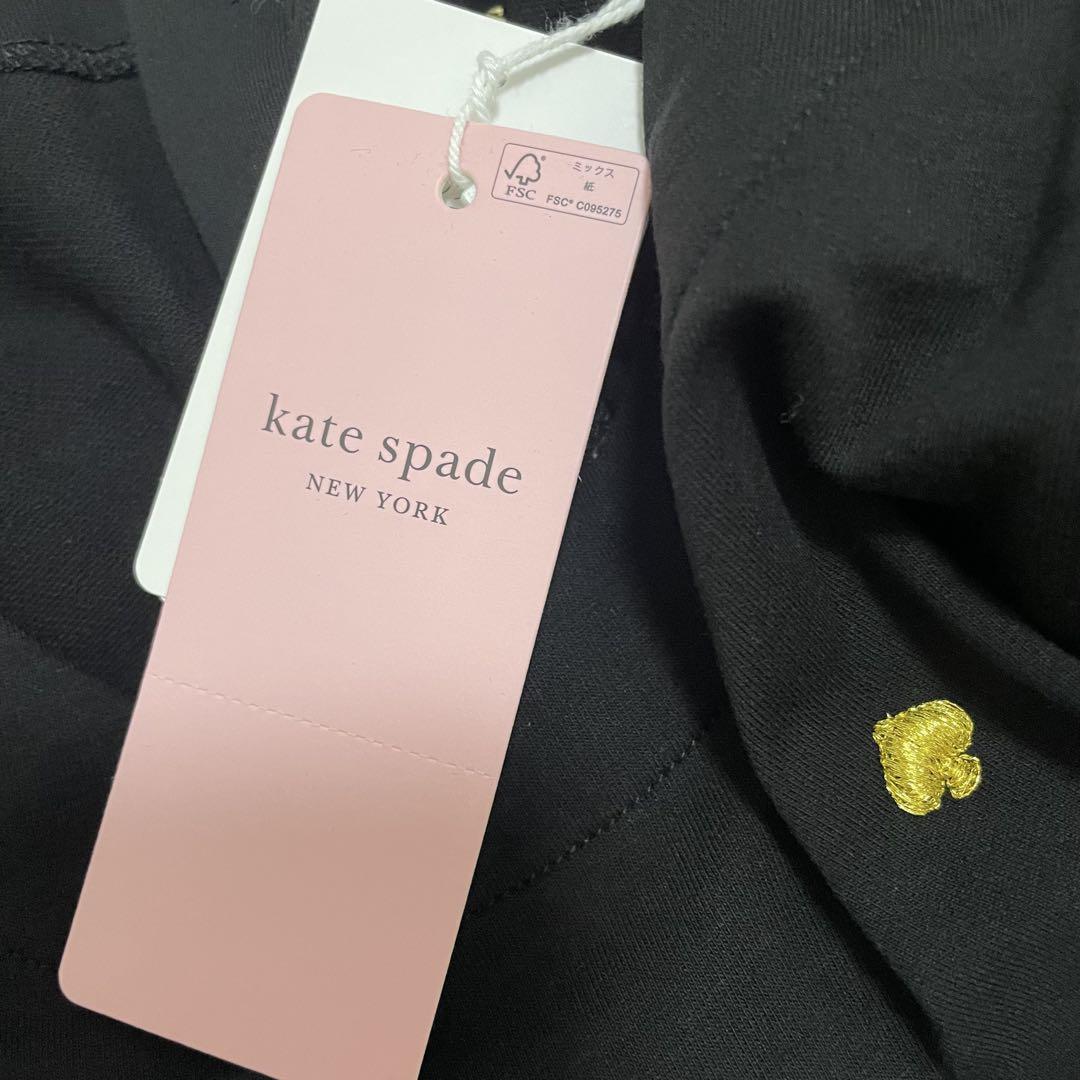 ミックス
紙
FSC® C095275
FSC
kate spade
NEW YORK